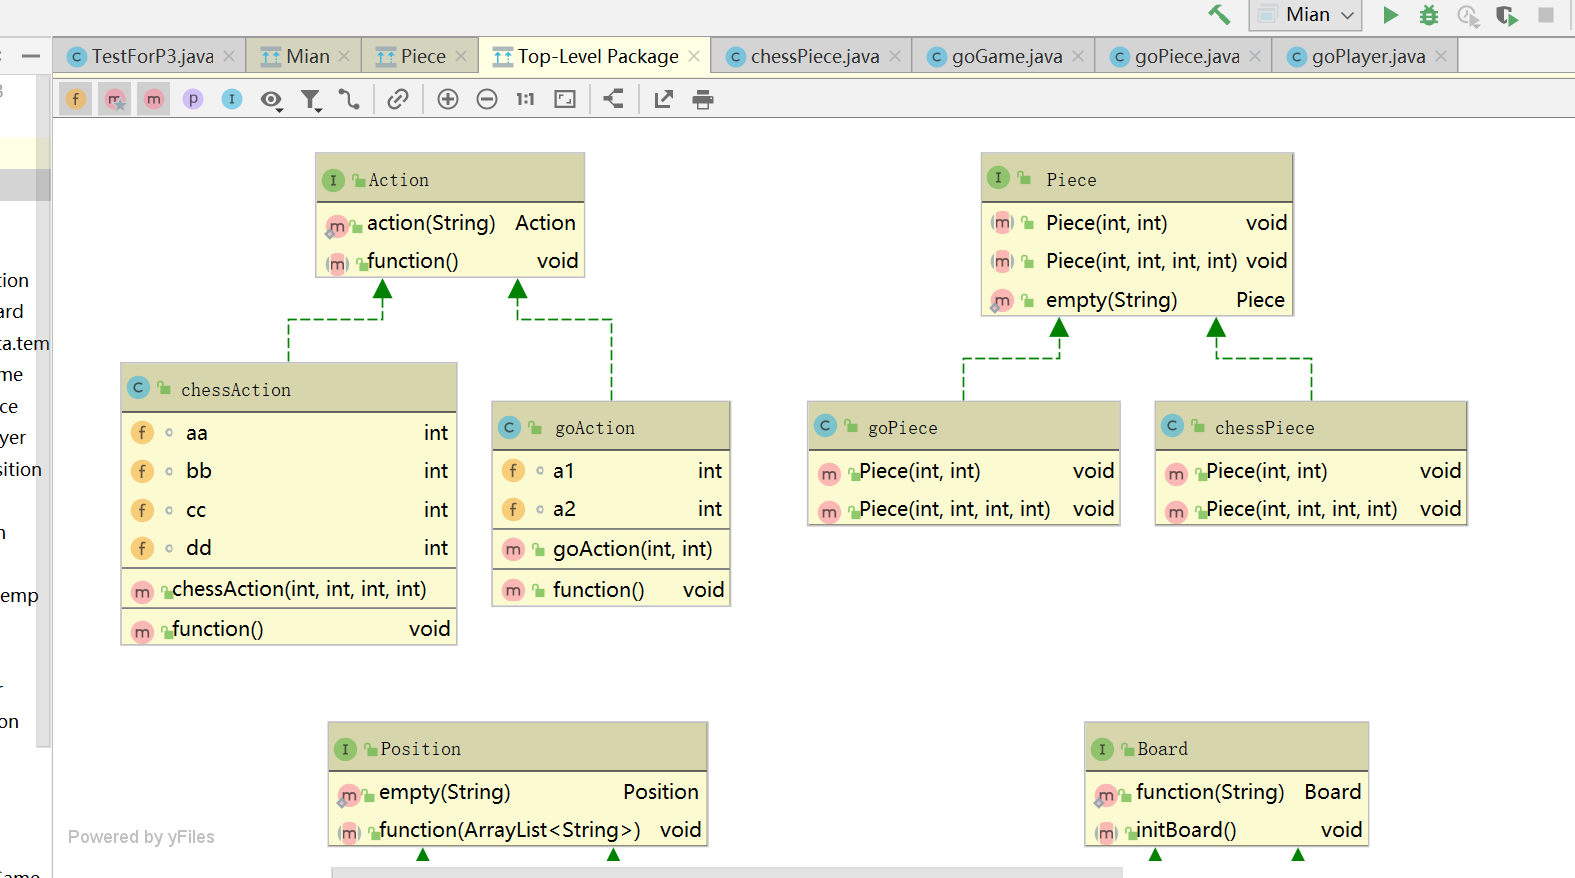 Mian
TestForP3.java
Mian
Piece
Top-Level Package
chessPiece.java
goGame.java
goPiece.java
goPlayer.java
1:1
Action
action(String) Action
function() void
Piece
Piece(int, int) void
Piece(int, int, int, int) void
empty(String) Piece
chessAction
aa int
bb int
cc int
dd int
chessAction(int, int, int, int)
function() void
goAction
a1 int
a2 int
goAction(int, int)
function() void
goPiece
Piece(int, int) void
Piece(int, int, int, int) void
chessPiece
Piece(int, int) void
Piece(int, int, int, int) void
Position
empty(String) Position
function(ArrayList<String>) void
Board
function(String) Board
initBoard() void
Powered by yFiles
tion
ard
ta.tem
me
ce
yer
sition
n
emp
r
on